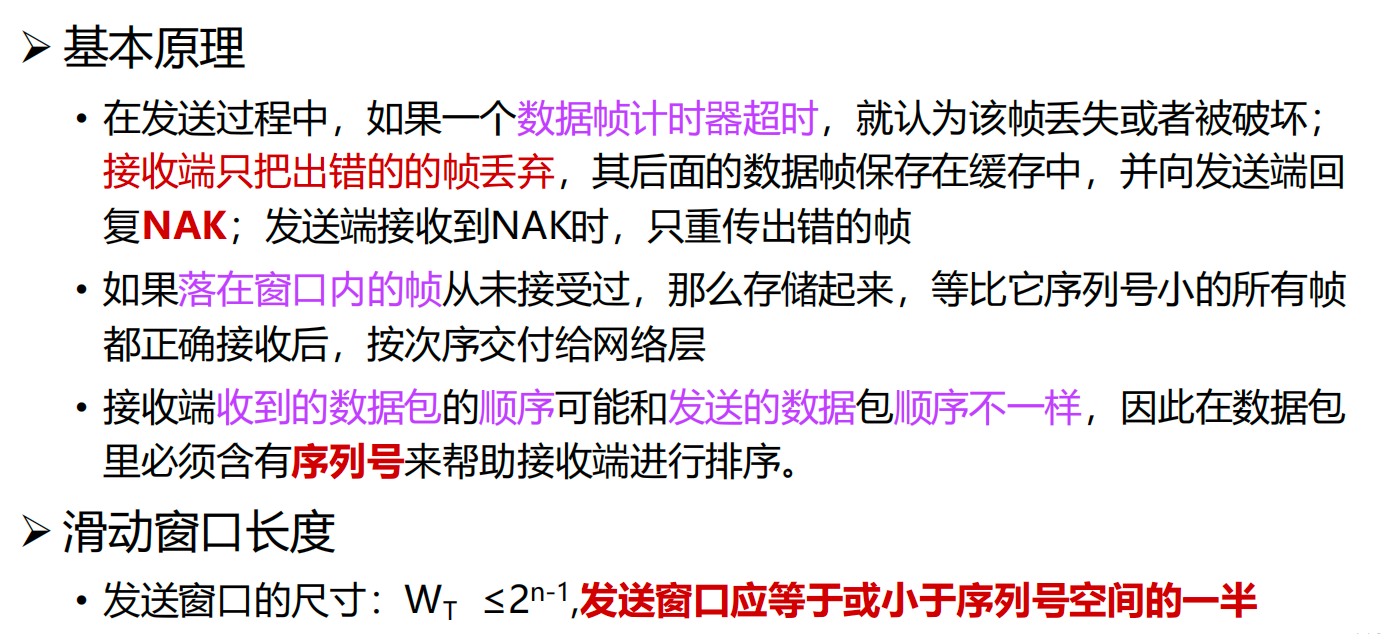 ➢ 基本原理
• 在发送过程中，如果一个数据帧计时器超时，就认为该帧丢失或者被破坏；
接收端只把出错的的帧丢弃，其后面的数据帧保存在缓存中，并向发送端回
复NAK；发送端接收到NAK时，只重传出错的帧
• 如果落在窗口内的帧从未接受过，那么存储起来，等比它序列号小的所有帧
都正确接收后，按次序交付给网络层
• 接收端收到的数据包的顺序可能和发送的数据包顺序不一样，因此在数据包
里必须含有序列号来帮助接收端进行排序。
➢ 滑动窗口长度
• 发送窗口的尺寸：W_T ≤2^{n-1},发送窗口应等于或小于序列号空间的一半